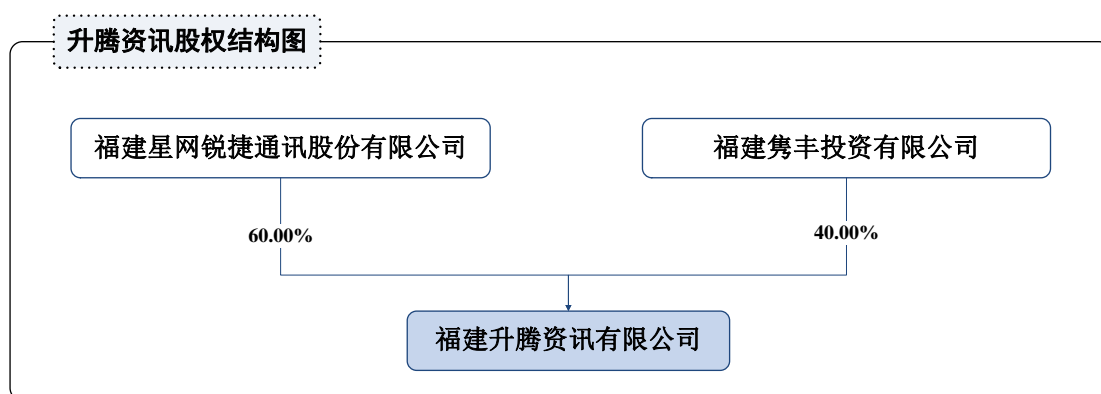 升腾资讯股权结构图
福建星网锐捷通讯股份有限公司
福建隽丰投资有限公司
60.00%
40.00%
福建升腾资讯有限公司